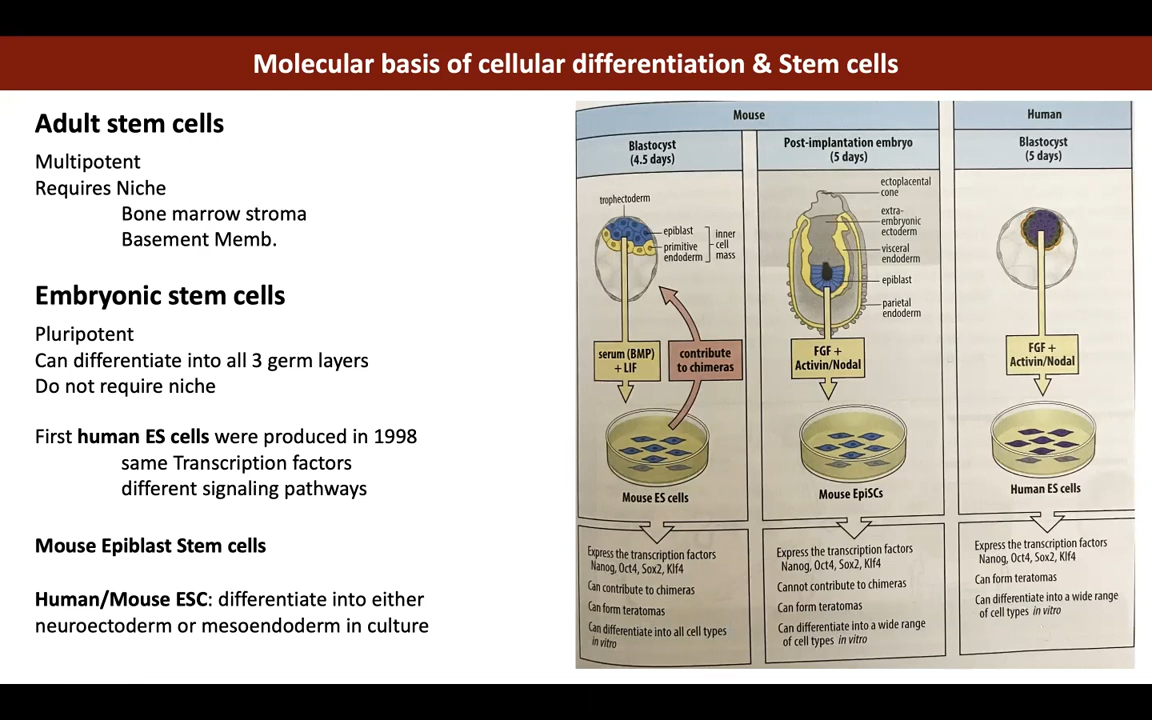 Molecular basis of cellular differentiation & Stem cells
Adult stem cells
Multipotent
Requires Niche
Bone marrow stroma
Basement Memb.
Embryonic stem cells
Pluripotent
Can differentiate into all 3 germ layers
Do not require niche
First human ES cells were produced in 1998
same Transcription factors
different signaling pathways
Mouse Epiblast Stem cells
Human/Mouse ESC: differentiate into either
neuroectoderm or mesoendoderm in culture
Mouse
Blastocyst
(4.5 days)
trophectoderm
epiblast
primitive
endoderm
inner
cell
mass
serum (BMP)
+ LIF
contribute
to chimeras
Mouse ES cells
Express the transcription factors
Nanog, Oct4, Sox2, Klf4
Can contribute to chimeras
Can form teratomas
Can differentiate into all cell types
in vitro
Post-implantation embryo
(5 days)
ectoplacental
cone
extra-
embryonic
ectoderm
visceral
endoderm
epiblast
parietal
endoderm
FGF +
Activin/Nodal
Mouse EpiSCs
Express the transcription factors
Nanog, Oct4, Sox2, Klf4
Cannot contribute to chimeras
Can form teratomas
Can differentiate into a wide range
of cell types in vitro
Human
Blastocyst
(5 days)
FGF +
Activin/Nodal
Human ES cells
Express the transcription factors
Nanog, Oct4, Sox2, Klf4
Can form teratomas
Can differentiate into a wide range
of cell types in vitro